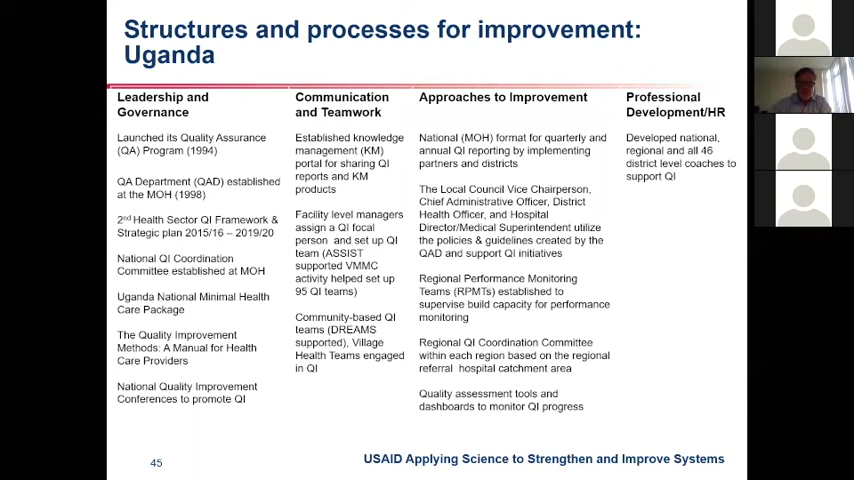 Structures and processes for improvement:
Uganda
Leadership and
Governance
Launched its Quality Assurance
(QA) Program (1994)
QA Department (QAD) established
at the MOH (1998)
2nd Health Sector QI Framework &
Strategic plan 2015/16 – 2019/20
National QI Coordination
Committee established at MOH
Uganda National Minimal Health
Care Package
The Quality Improvement
Methods: A Manual for Health
Care Providers
National Quality Improvement
Conferences to promote QI
Communication
and Teamwork
Established knowledge
management (KM)
portal for sharing QI
reports and KM
products
Facility level managers
assign a QI focal
person and set up QI
team (ASSIST
supported VMMC
activity helped set up
95 QI teams)
Community-based QI
teams (DREAMS
supported), Village
Health Teams engaged
in QI
Approaches to Improvement
National (MOH) format for quarterly and
annual QI reporting by implementing
partners and districts
The Local Council Vice Chairperson,
Chief Administrative Officer, District
Health Officer, and Hospital
Director/Medical Superintendent utilize
the policies & guidelines created by the
QAD and support QI initiatives
Regional Performance Monitoring
Teams (RPMTs) established to
supervise build capacity for performance
monitoring
Regional QI Coordination Committee
within each region based on the regional
referral hospital catchment area
Quality assessment tools and
dashboards to monitor QI progress
Professional
Development/HR
Developed national,
regional and all 46
district level coaches to
support QI
45
USAID Applying Science to Strengthen and Improve Systems